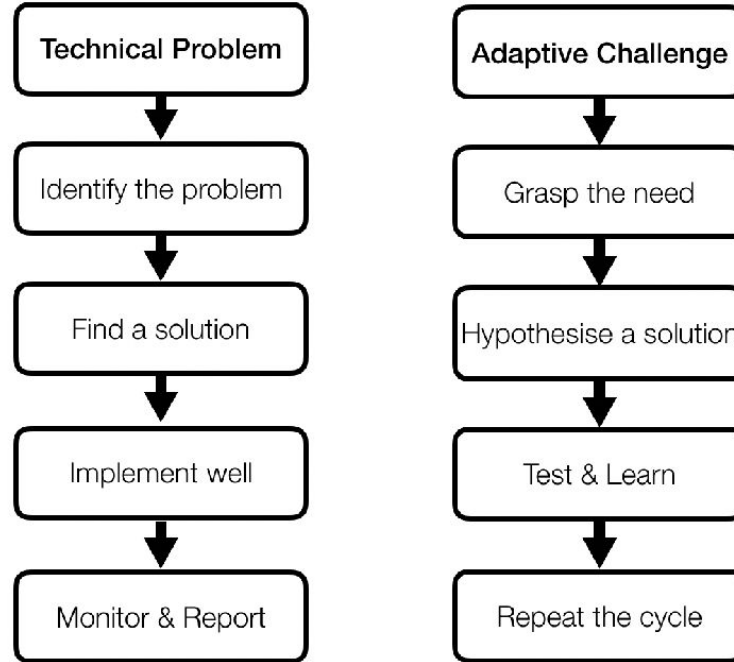 Technical Problem
Identify the problem
Find a solution
Implement well
Monitor & Report
Adaptive Challenge
Grasp the need
Hypothesise a solution
Test & Learn
Repeat the cycle